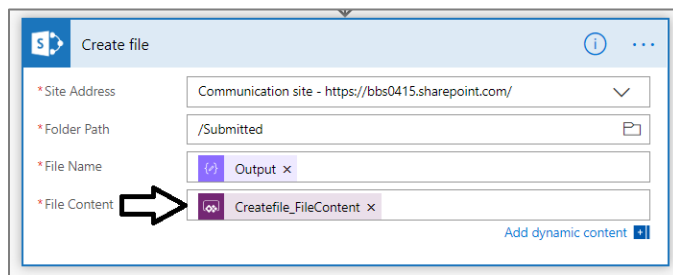 S
Create file
*Site Address
Communication site - https://bbs0415.sharepoint.com/
*Folder Path
/Submitted
*File Name
Output ×
*File Content
Createfile_FileContent ×
Add dynamic content